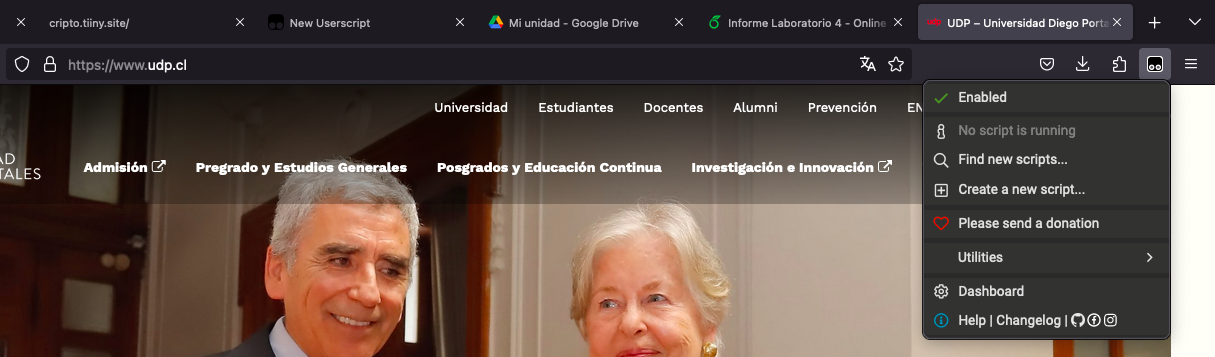 cripto.tiiny.site/
New Userscript
Mi unidad - Google Drive
Informe Laboratorio 4 - Online
UDP – Universidad Diego Porta
https://www.udp.cl
Universidad Estudiantes Docentes Alumni Prevención EN
AD
TALES
Admisión Pregrado y Estudios Generales Posgrados y Educación Continua Investigación e Innovación
Enabled
No script is running
Find new scripts...
Create a new script...
Please send a donation
Utilities
Dashboard
Help | Changelog |